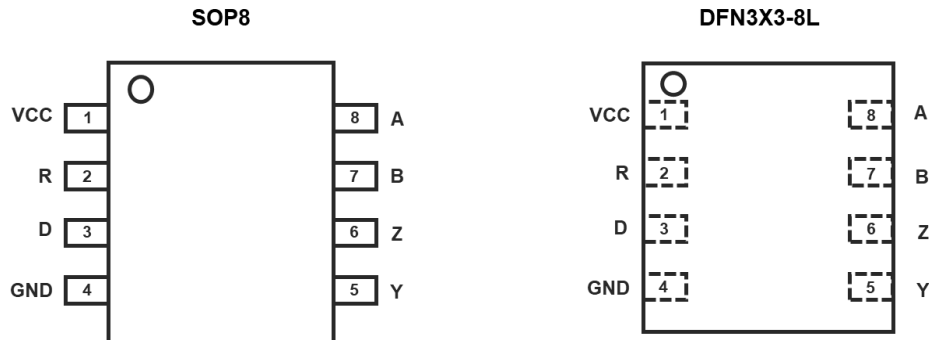 SOP8
VCC 1 8 A
R 2 7 B
D 3 6 Z
GND 4 5 Y
DFN3X3-8L
VCC 1 8 A
R 2 7 B
D 3 6 Z
GND 4 5 Y